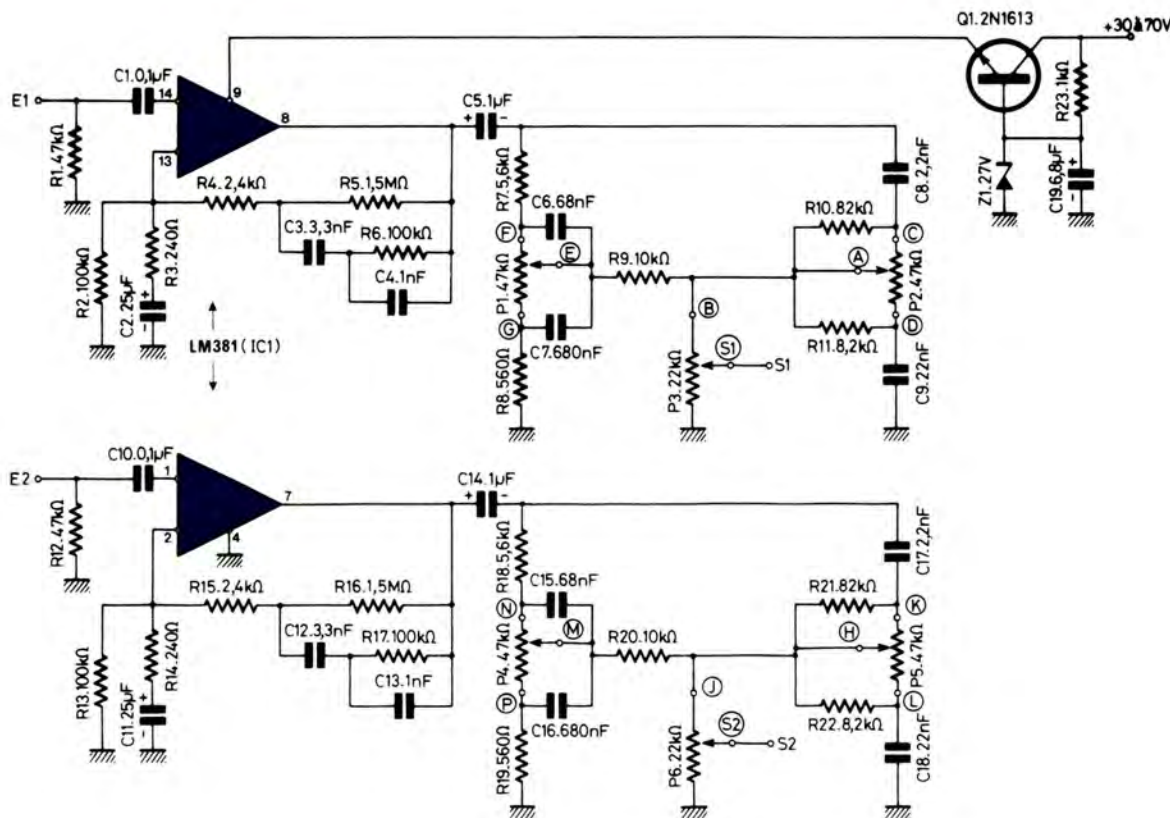 Q1.2N1613
+30à70V
R23.1kΩ
Z1.27V
C19.6,8µF
+
-
E1
C1.0,1µF
14
13
9
8
R1.47kΩ
R2.100kΩ
R3.240Ω
C2.25µF
+
-
R4.2,4kΩ
R5.1,5MΩ
C3.3,3nF
R6.100kΩ
C4.1nF
LM381(IC1)
C5.1µF
+
-
R7.5,6kΩ
C6.68nF
F
E
P1.47kΩ
G
C7.680nF
R8.560Ω
R9.10kΩ
B
S1
S1
P3.22kΩ
C8.2,2nF
R10.82kΩ
C
A
P2.47kΩ
D
R11.8,2kΩ
C9.22nF
E2
C10.0,1µF
1
2
4
7
R12.47kΩ
R13.100kΩ
R14.240Ω
C11.25µF
+
-
R15.2,4kΩ
R16.1,5MΩ
C12.3,3nF
R17.100kΩ
C13.1nF
C14.1µF
+
-
R18.5,6kΩ
C15.68nF
N
M
P4.47kΩ
P
C16.680nF
R19.560Ω
R20.10kΩ
J
S2
S2
P6.22kΩ
C17.2,2nF
R21.82kΩ
K
H
P5.47kΩ
L
R22.8,2kΩ
C18.22nF